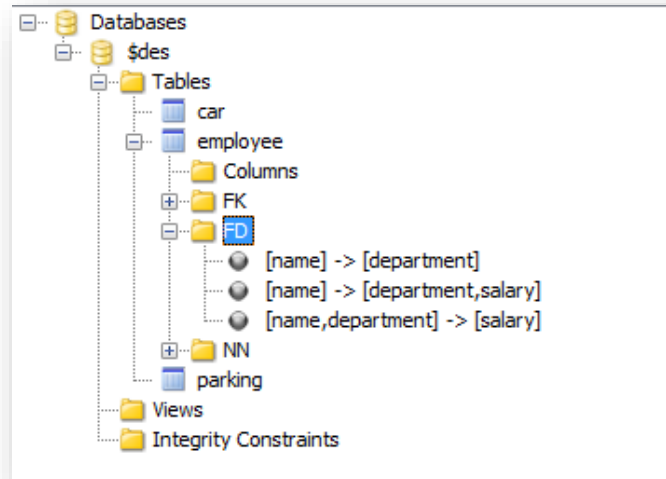 Databases
$des
Tables
car
employee
Columns
FK
FD
[name] -> [department]
[name] -> [department,salary]
[name,department] -> [salary]
NN
parking
Views
Integrity Constraints